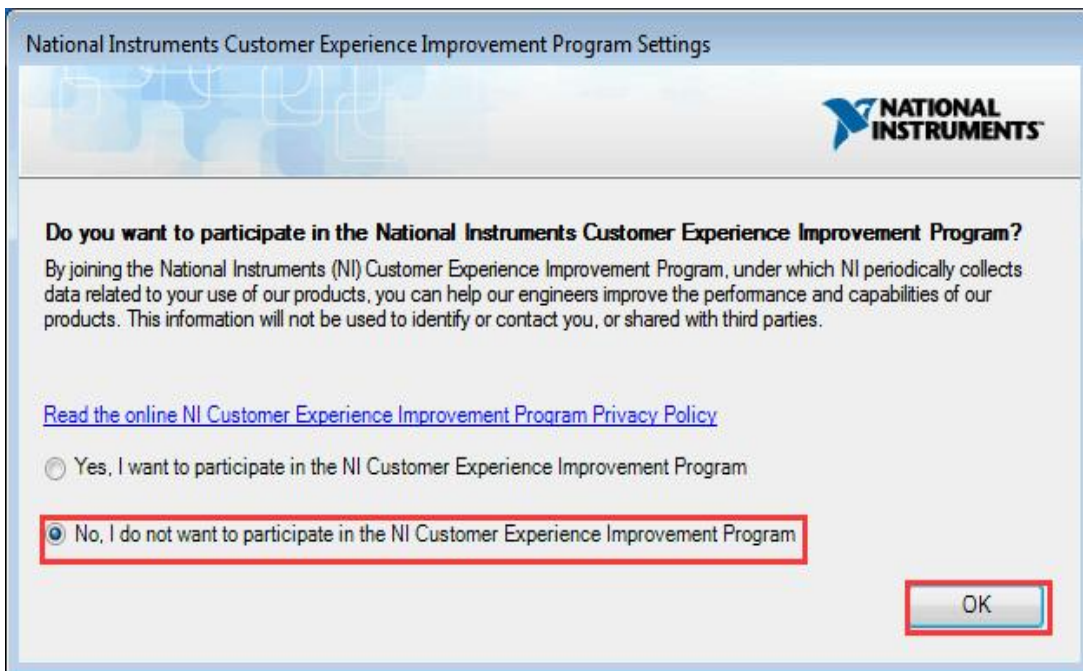 National Instruments Customer Experience Improvement Program Settings
NATIONAL
INSTRUMENTS™
Do you want to participate in the National Instruments Customer Experience Improvement Program?
By joining the National Instruments (NI) Customer Experience Improvement Program, under which NI periodically collects
data related to your use of our products, you can help our engineers improve the performance and capabilities of our
products. This information will not be used to identify or contact you, or shared with third parties.
Read the online NI Customer Experience Improvement Program Privacy Policy
Yes, I want to participate in the NI Customer Experience Improvement Program
No, I do not want to participate in the NI Customer Experience Improvement Program
OK